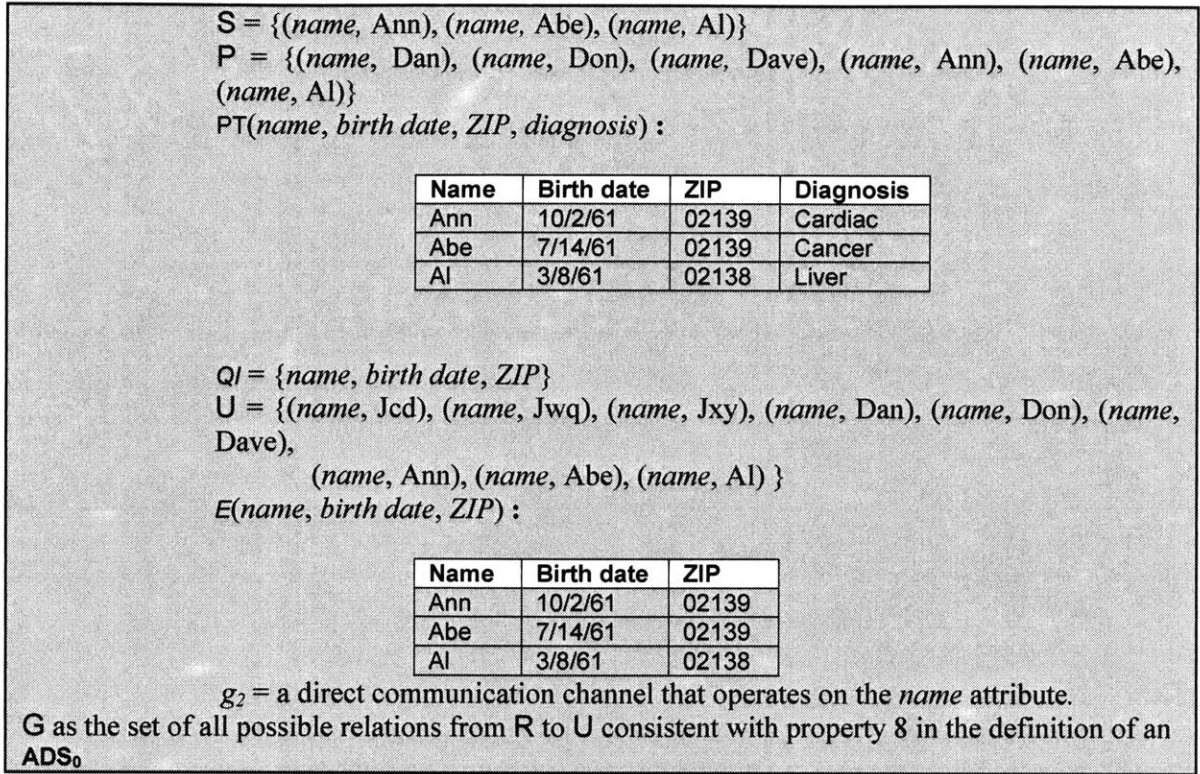 S = {(name, Ann), (name, Abe), (name, Al)}
P = {(name, Dan), (name, Don), (name, Dave), (name, Ann), (name, Abe),
(name, Al)}
PT(name, birth date, ZIP, diagnosis) :
Name Birth date ZIP Diagnosis
Ann 10/2/61 02139 Cardiac
Abe 7/14/61 02139 Cancer
Al 3/8/61 02138 Liver
QI = {name, birth date, ZIP}
U = {(name, Jcd), (name, Jwq), (name, Jxy), (name, Dan), (name, Don), (name,
Dave),
(name, Ann), (name, Abe), (name, Al) }
E(name, birth date, ZIP) :
Name Birth date ZIP
Ann 10/2/61 02139
Abe 7/14/61 02139
Al 3/8/61 02138
g₂ = a direct communication channel that operates on the name attribute.
G as the set of all possible relations from R to U consistent with property 8 in the definition of an
ADS₀